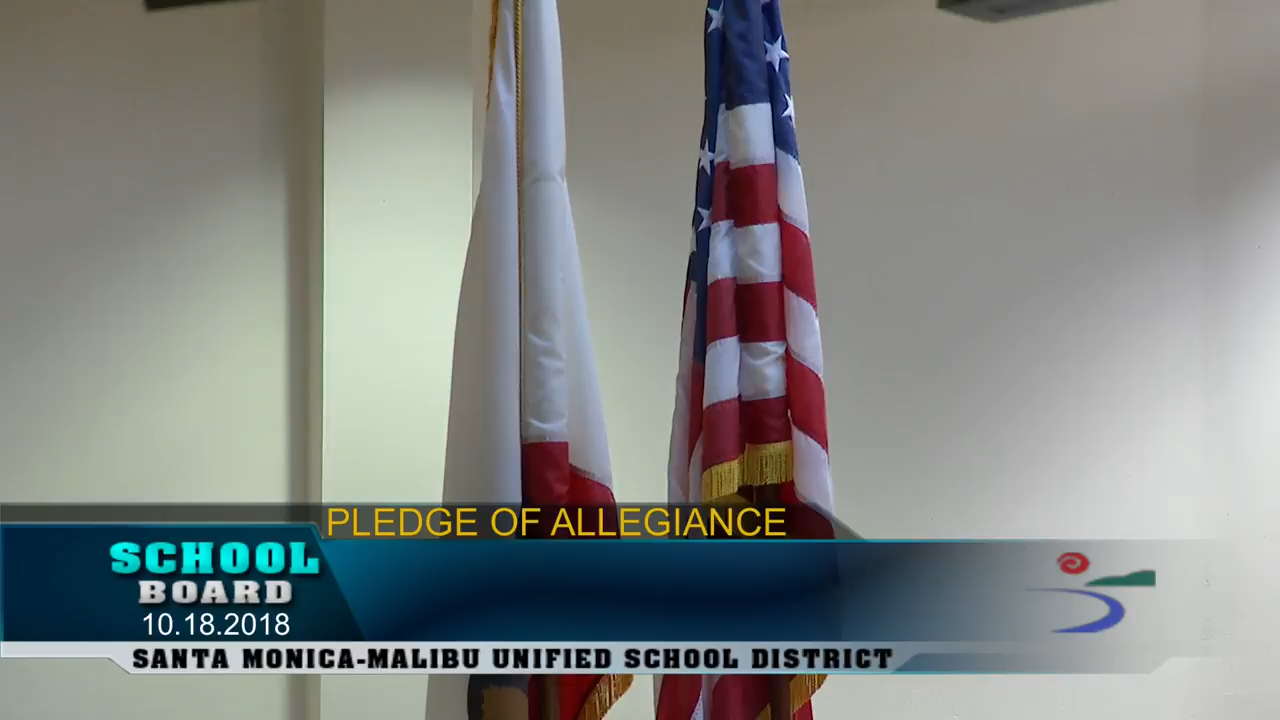 PLEDGE OF ALLEGIANCE
SCHOOL
BOARD
10.18.2018
SANTA MONICA-MALIBU UNIFIED SCHOOL DISTRICT